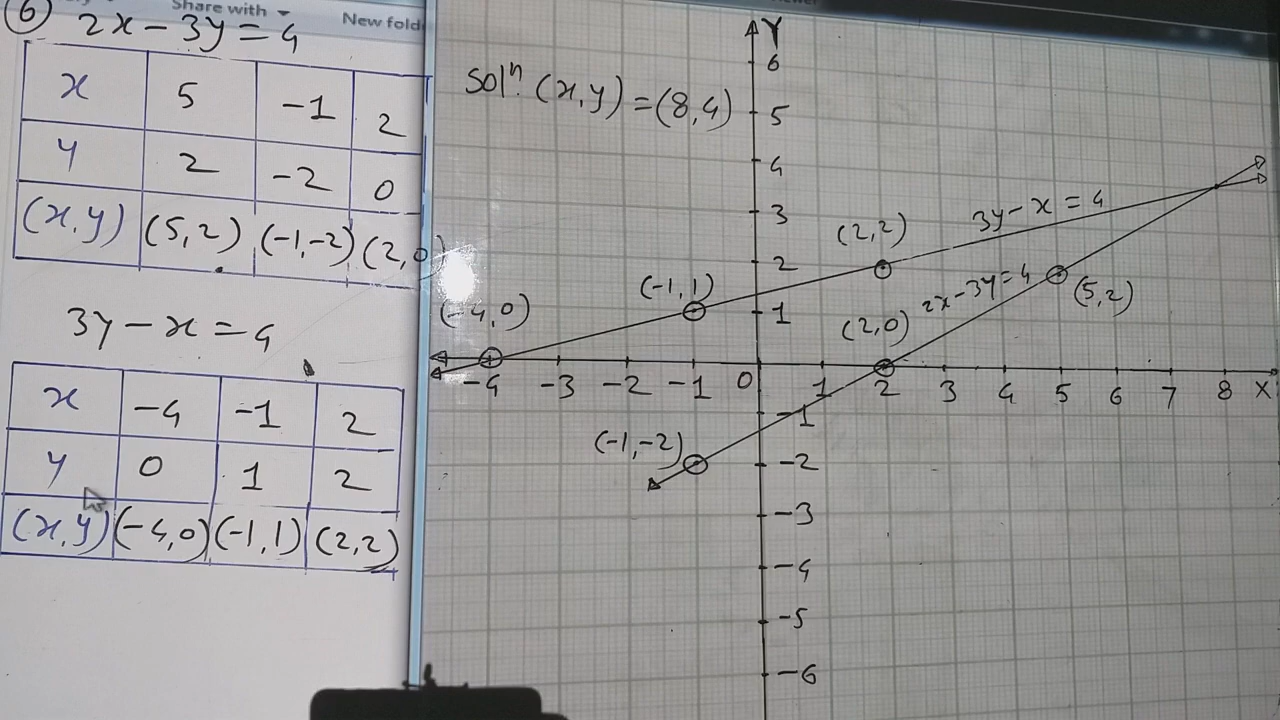 Share with
New fold
6 2x-3y=4
x 5 -1 2
y 2 -2 0
(x,y) (5,2) (-1,-2) (2,0)
3y-x=4
x -4 -1 2
y 0 1 2
(x,y) (-4,0) (-1,1) (2,2)
Solⁿ. (x,y)=(8,4)
Y
6
5
4
3
2
1
3y-x=4
(2,2)
(-1,1)
(-4,0)
2x-3y=4
(5,2)
(2,0)
-4 -3 -2 -1 0 1 2 3 4 5 6 7 8 X
-1
(-1,-2)
-2
-3
-4
-5
-6